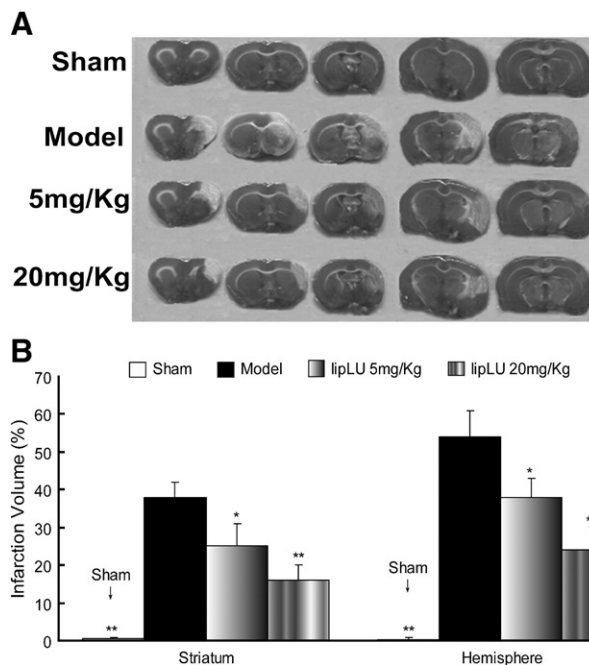 A
Sham
Model
5mg/Kg
20mg/Kg
B
Sham Model lipLU 5mg/Kg lipLU 20mg/Kg
Infarction Volume (%)
70
60
50
40
30
20
10
0
Sham
**
*
**
Sham
**
*
*
Striatum Hemisphere